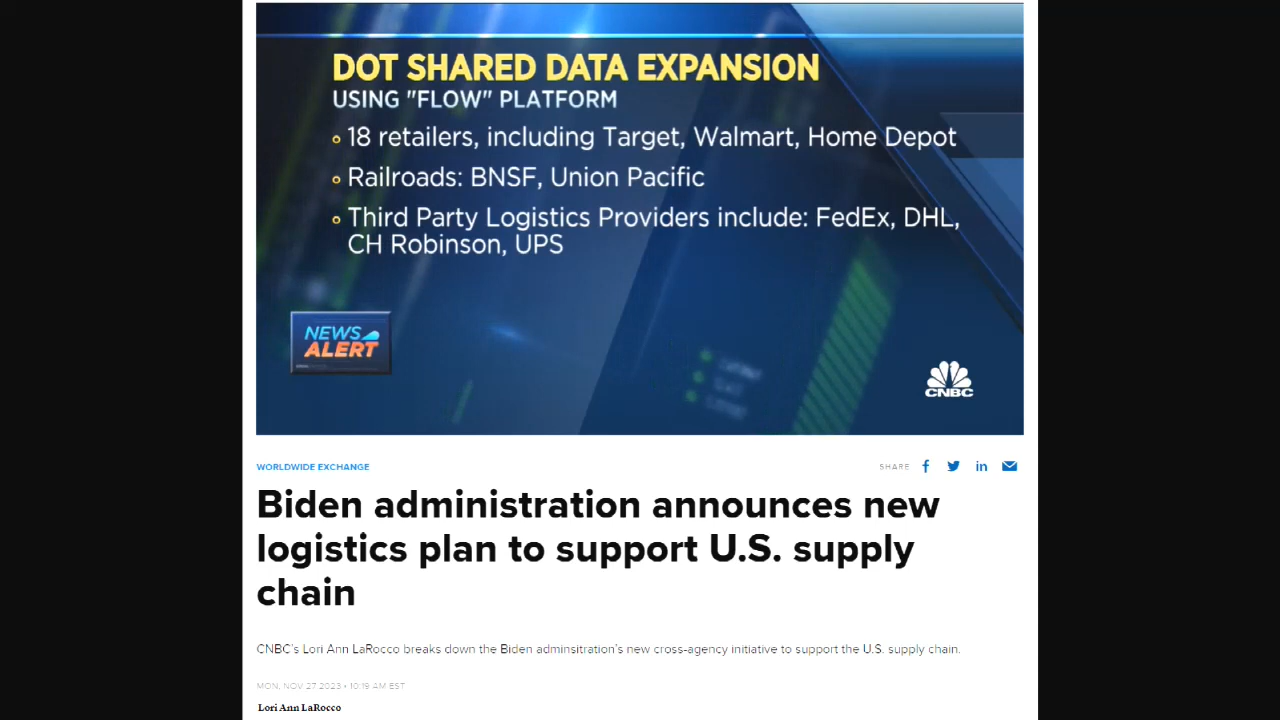 DOT SHARED DATA EXPANSION
USING "FLOW" PLATFORM
18 retailers, including Target, Walmart, Home Depot
Railroads: BNSF, Union Pacific
Third Party Logistics Providers include: FedEx, DHL,
CH Robinson, UPS
NEWS
ALERT
CNBC
WORLDWIDE EXCHANGE
SHARE
Biden administration announces new
logistics plan to support U.S. supply
chain
CNBC's Lori Ann LaRocco breaks down the Biden adminsitration's new cross-agency initiative to support the U.S. supply chain.
MON, NOV 27 2023 • 10:19 AM EST
Lori Ann LaRocco